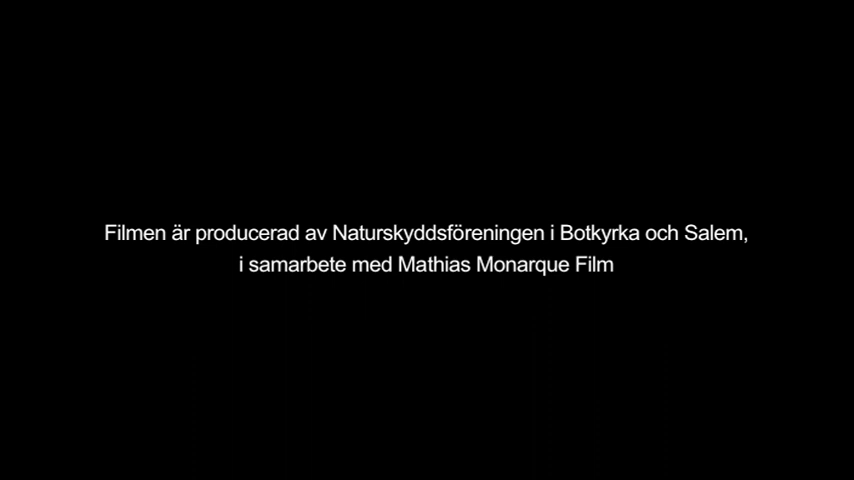 Filmen är producerad av Naturskyddsföreningen i Botkyrka och Salem,
i samarbete med Mathias Monarque Film